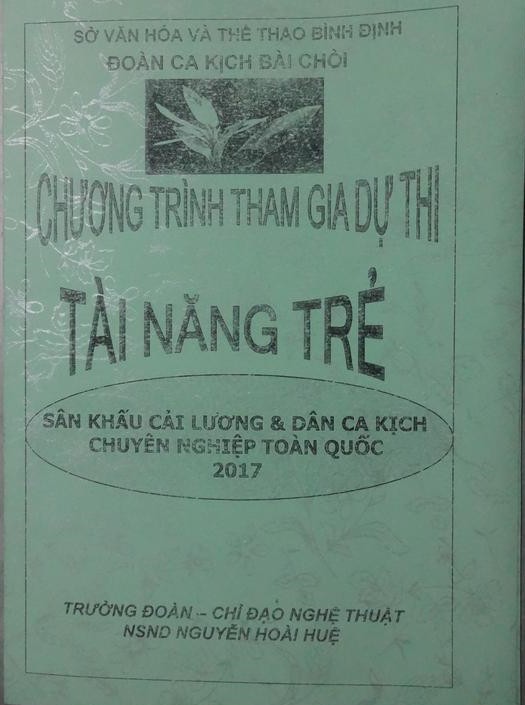 SỞ VĂN HÓA VÀ THỂ THAO BÌNH ĐỊNH
ĐOÀN CA KỊCH BÀI CHÒI
CHƯƠNG TRÌNH THAM GIA DỰ THI
TÀI NĂNG TRẺ
SÂN KHẤU CẢI LƯƠNG & DÂN CA KỊCH
CHUYÊN NGHIỆP TOÀN QUỐC
2017
TRƯỞNG ĐOÀN – CHỈ ĐẠO NGHỆ THUẬT
NSND NGUYỄN HOÀI HUỆ